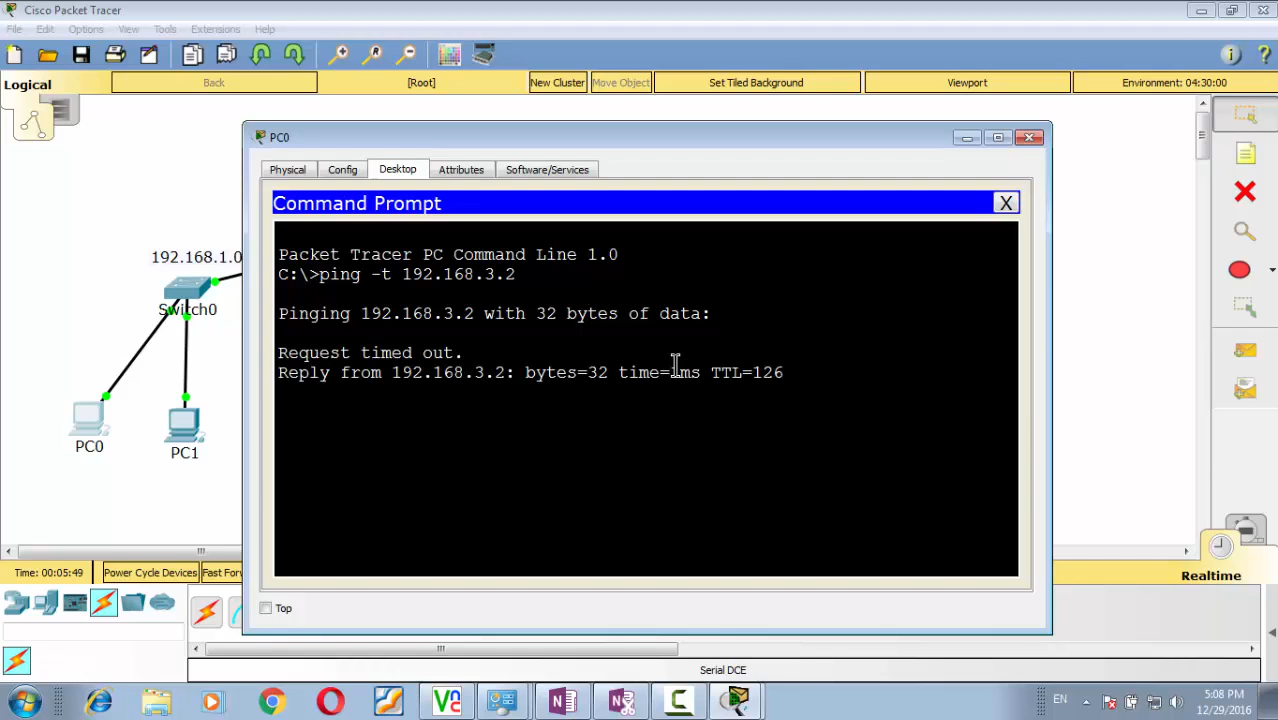 Cisco Packet Tracer
File Edit Options View Tools Extensions Help
Logical Back [Root] New Cluster Move Object Set Tiled Background Viewport Environment: 04:30:00
PC0
Physical Config Desktop Attributes Software/Services
Command Prompt X
Packet Tracer PC Command Line 1.0
C:\>ping -t 192.168.3.2
Pinging 192.168.3.2 with 32 bytes of data:
Request timed out.
Reply from 192.168.3.2: bytes=32 time=1ms TTL=126
192.168.1.0
Switch0
PC0
PC1
Time: 00:05:49 Power Cycle Devices Fast For
Realtime
Top
Serial DCE
EN 5:08 PM
12/29/2016